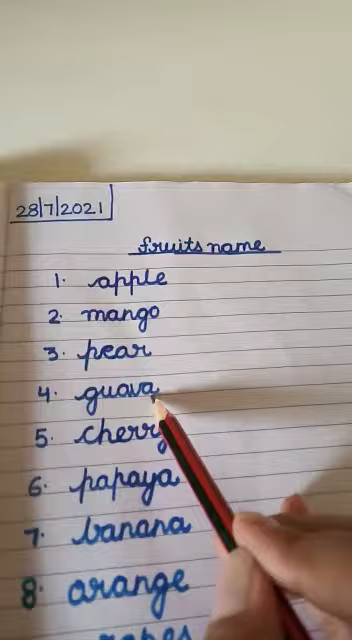 28/7/2021
fruits name
1. apple
2. mango
3. pear
4. guava
5. cherry
6. papaya
7. banana
8. orange